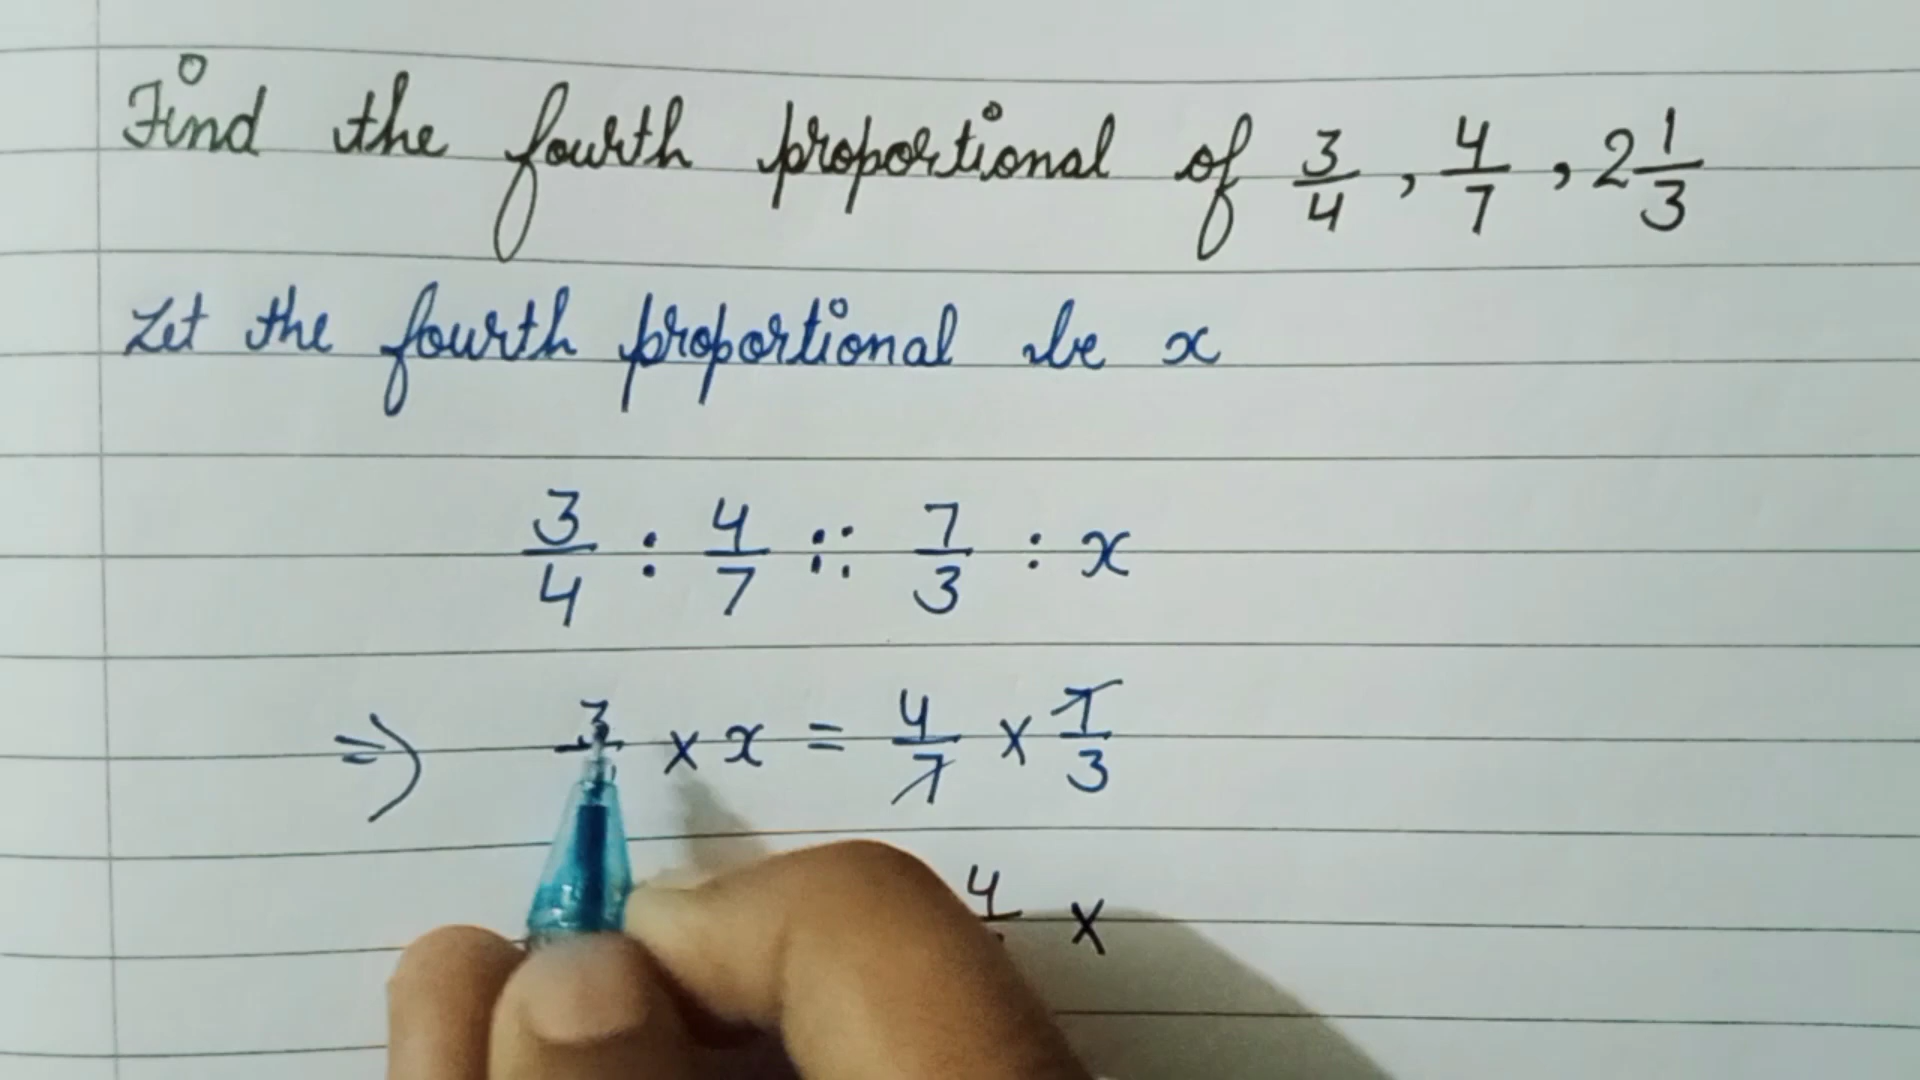 Find the fourth proportional of 3/4, 4/7, 2 1/3
Let the fourth proportional be x
3/4 : 4/7 :: 7/3 : x
⇒ 3 × x = 4/7 × 7/3
4 ×